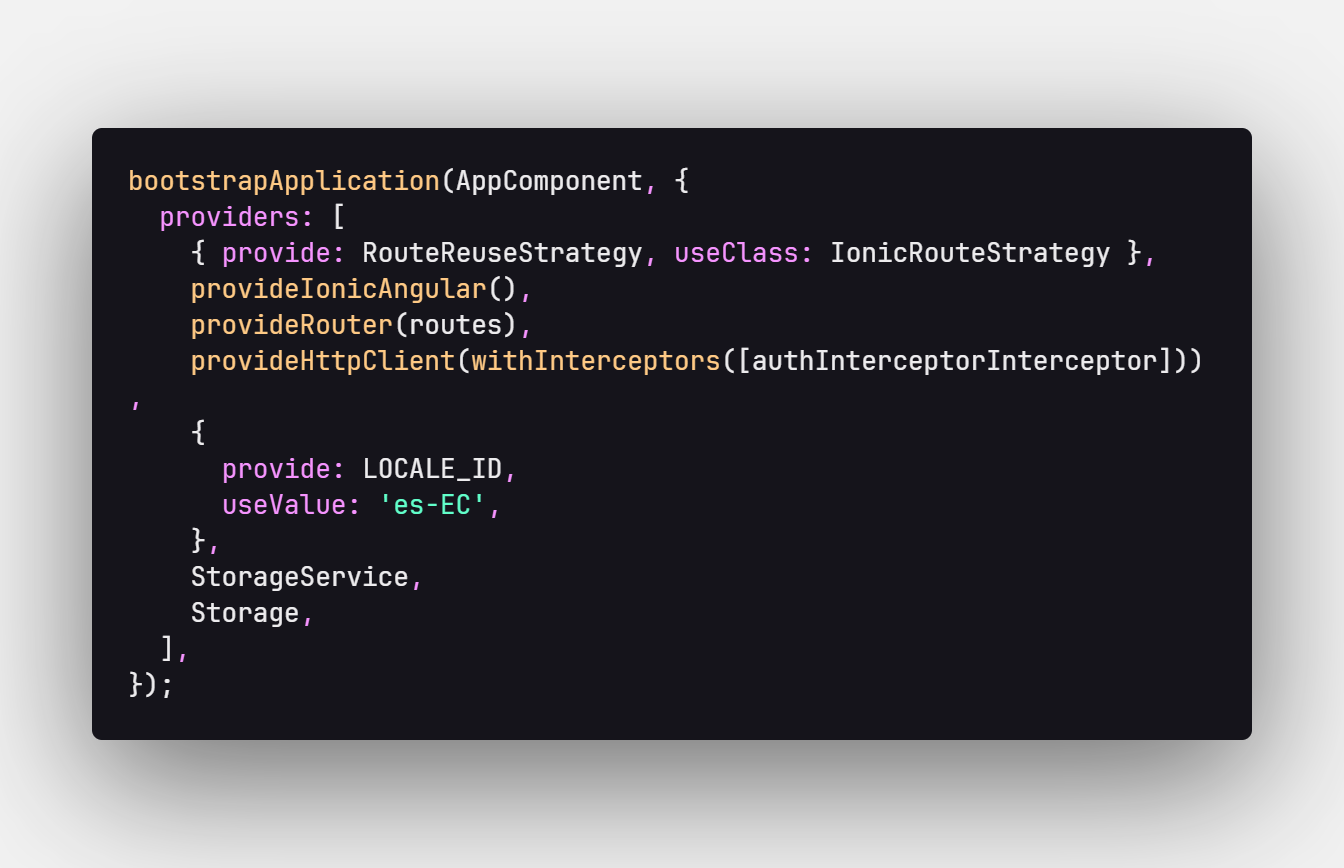 bootstrapApplication(AppComponent, {
  providers: [
    { provide: RouteReuseStrategy, useClass: IonicRouteStrategy },
    provideIonicAngular(),
    provideRouter(routes),
    provideHttpClient(withInterceptors([authInterceptorInterceptor]))
,
    {
      provide: LOCALE_ID,
      useValue: 'es-EC',
    },
    StorageService,
    Storage,
  ],
});